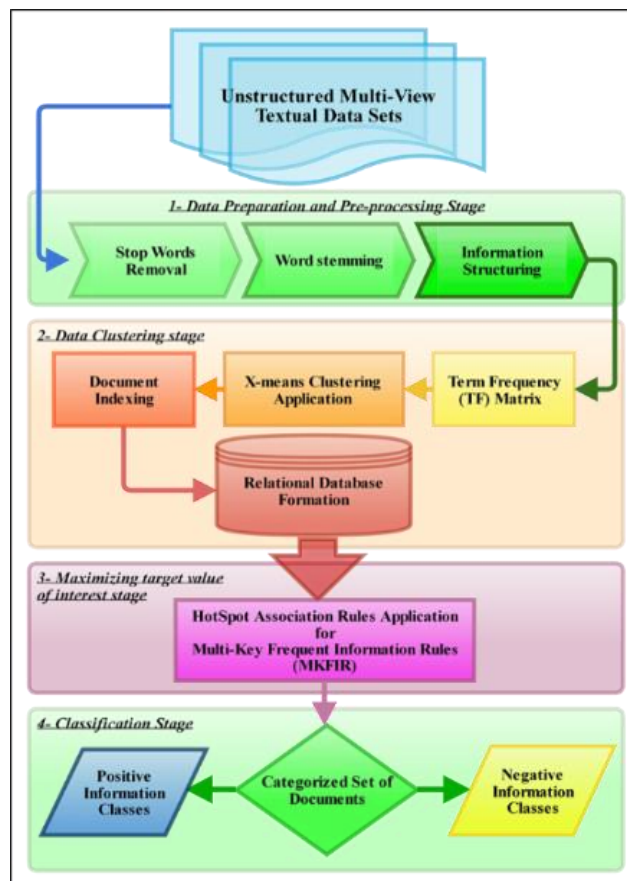 Unstructured Multi-View
Textual Data Sets
1- Data Preparation and Pre-processing Stage
Stop Words
Removal
Word stemming
Information
Structuring
2- Data Clustering stage
Document
Indexing
X-means Clustering
Application
Term Frequency
(TF) Matrix
Relational Database
Formation
3- Maximizing target value
of interest stage
HotSpot Association Rules Application
for
Multi-Key Frequent Information Rules
(MKFIR)
4- Classification Stage
Positive
Information
Classes
Categorized Set of
Documents
Negative
Information
Classes